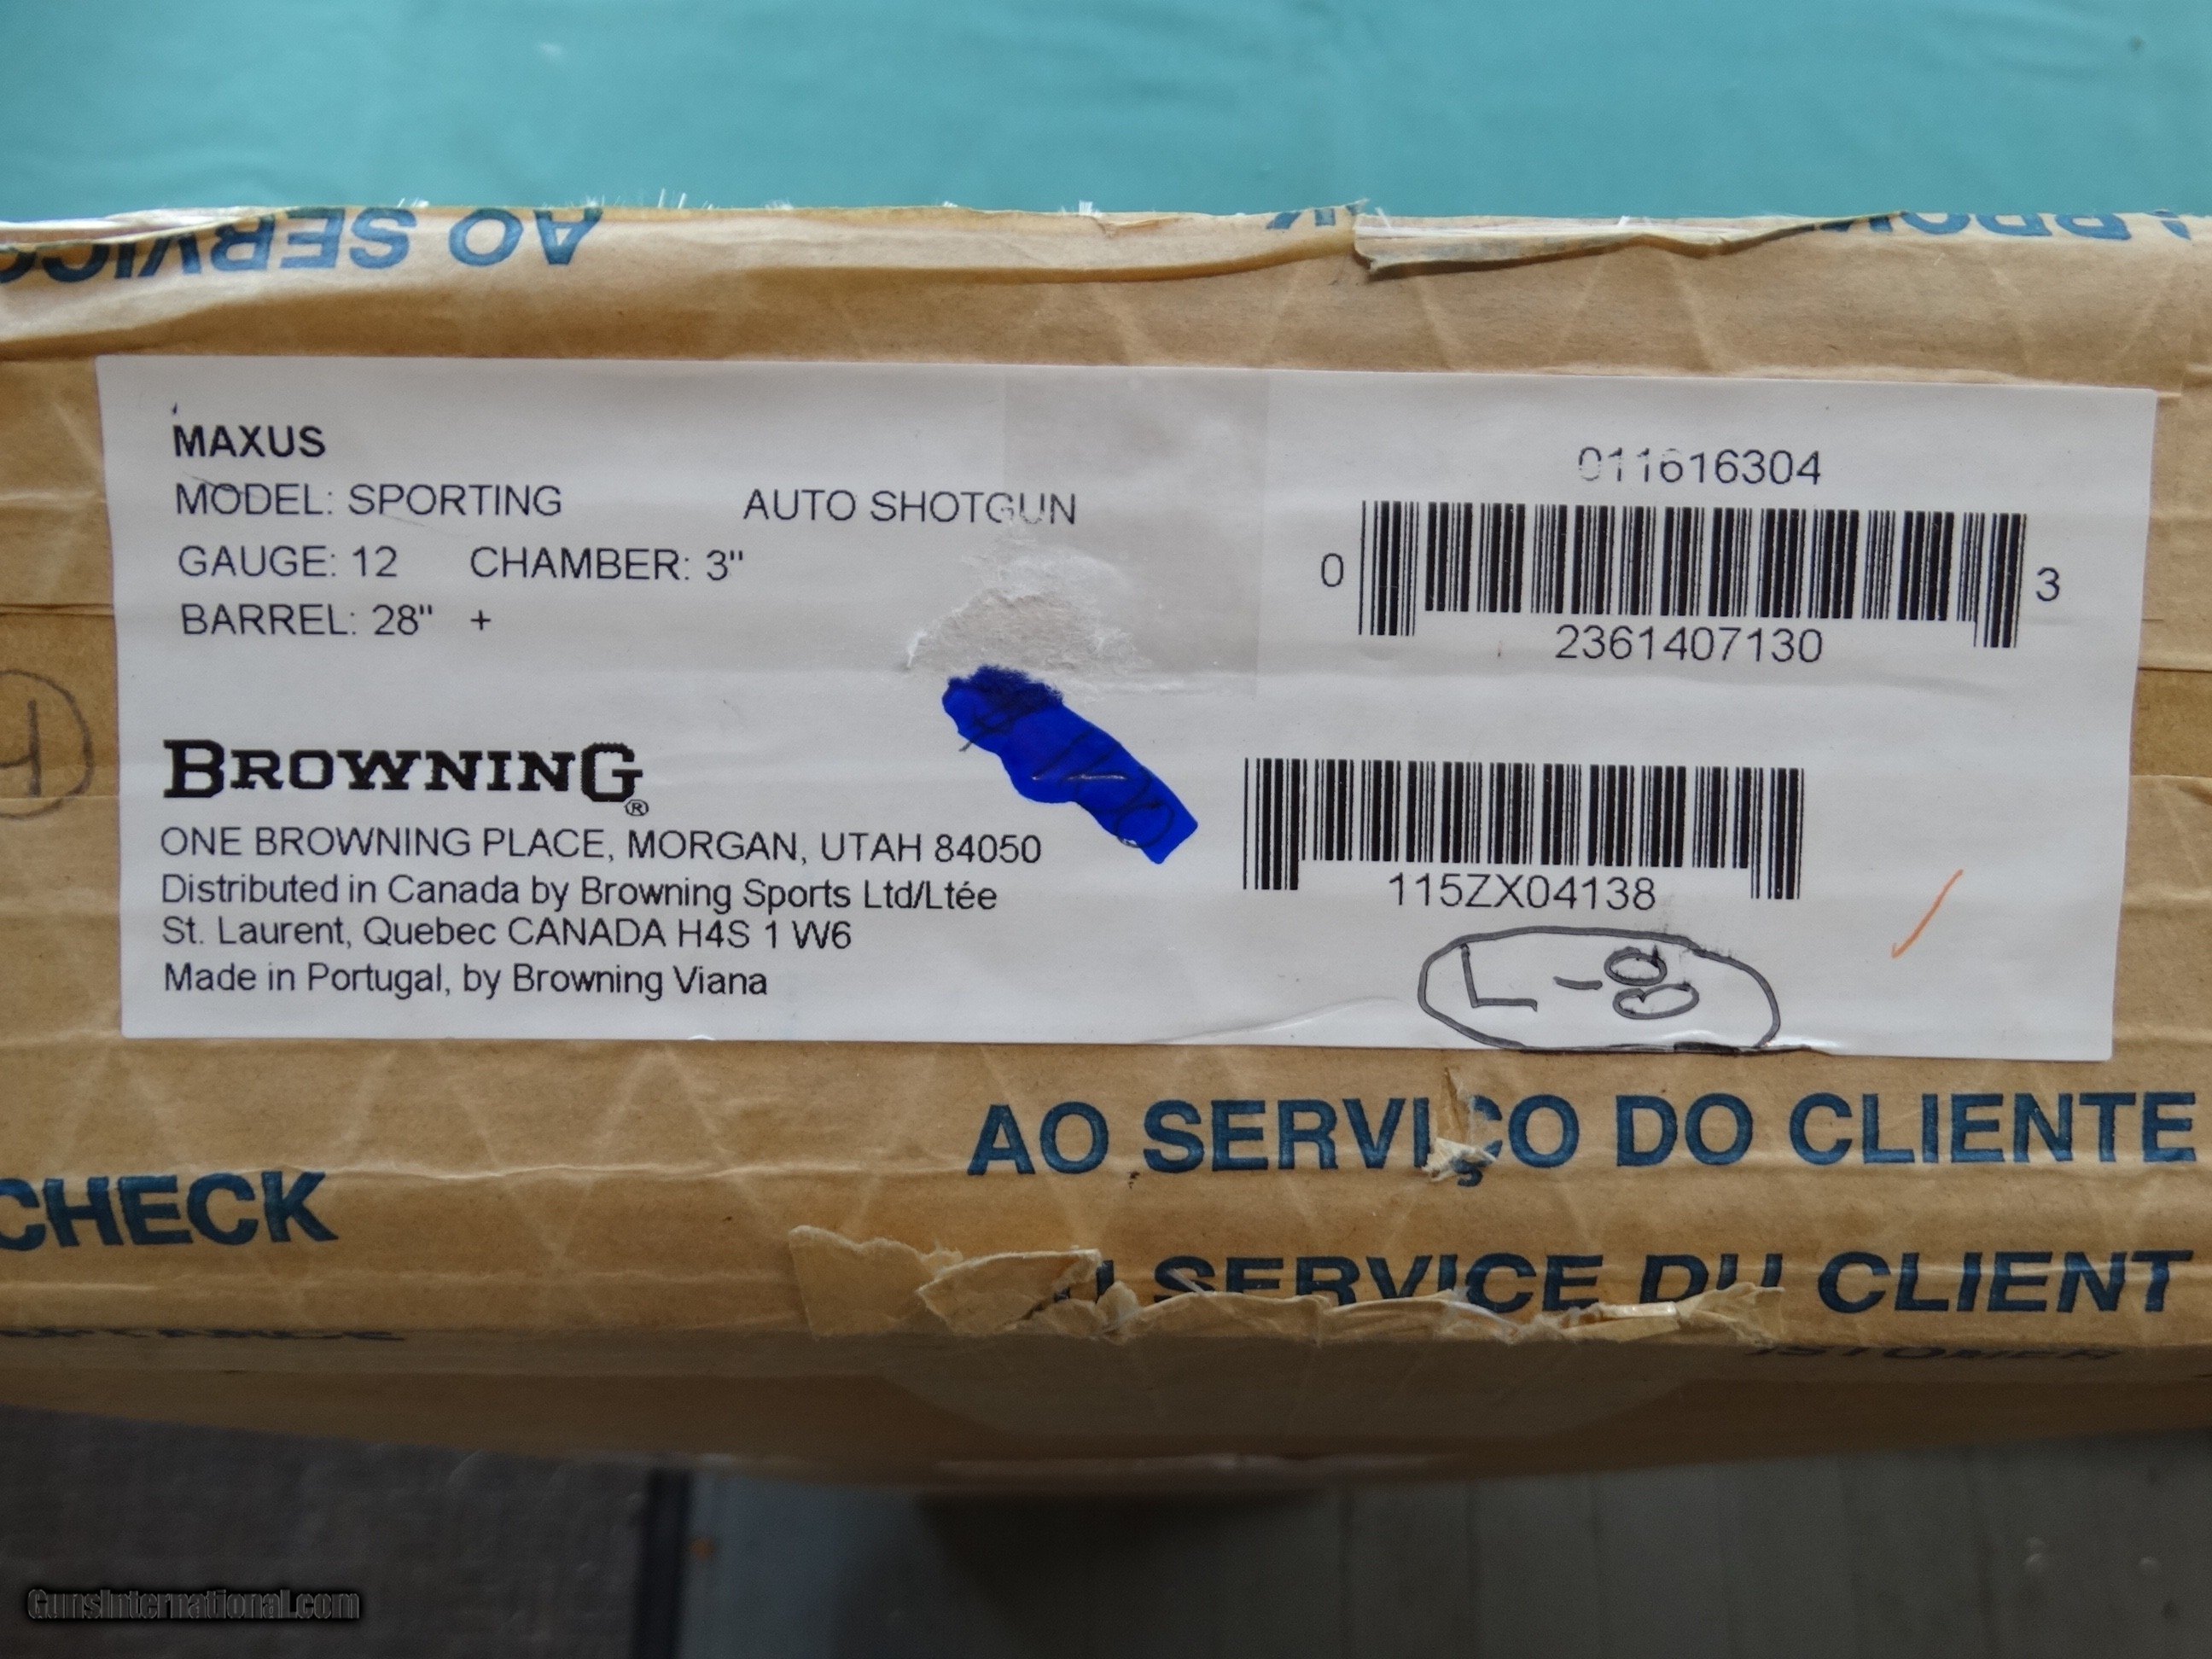 AO SERVIÇ
MAXUS
MODEL: SPORTING AUTO SHOTGUN
GAUGE: 12 CHAMBER: 3"
BARREL: 28" +
011616304
0 3
2361407130
BROWNING®
ONE BROWNING PLACE, MORGAN, UTAH 84050
Distributed in Canada by Browning Sports Ltd/Ltée
St. Laurent, Quebec CANADA H4S 1 W6
Made in Portugal, by Browning Viana
115ZX04138
L-8
AO SERVIÇO DO CLIENTE
CHECK
SERVICE DU CLIENT
GunsInternational.com